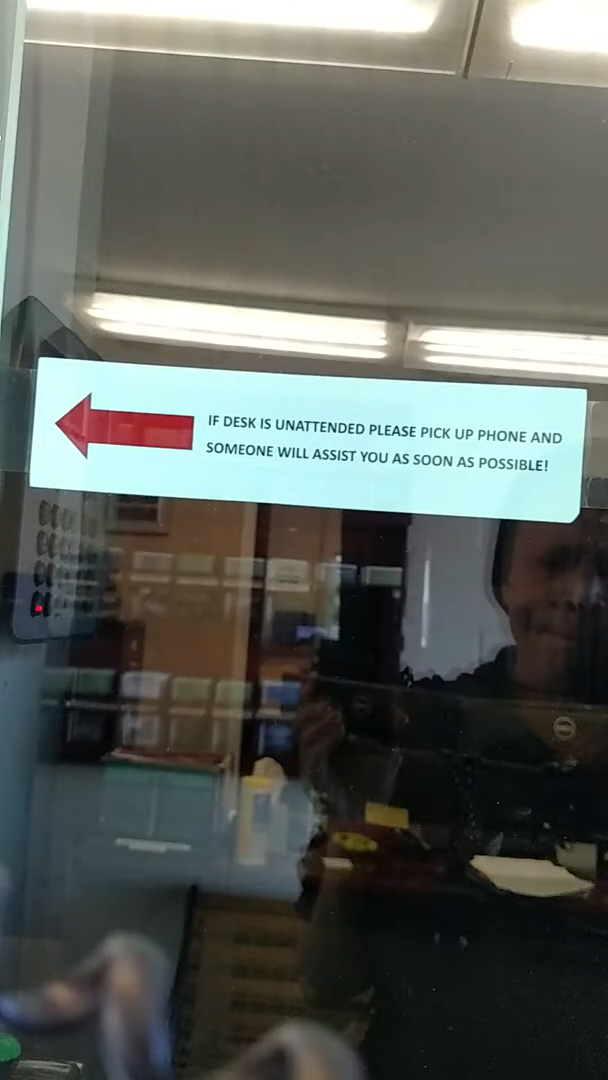 IF DESK IS UNATTENDED PLEASE PICK UP PHONE AND
SOMEONE WILL ASSIST YOU AS SOON AS POSSIBLE!